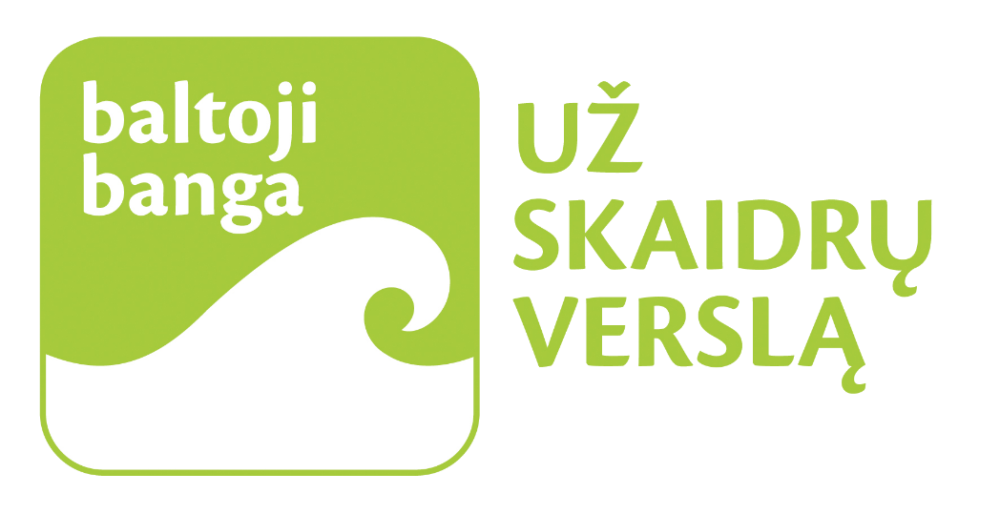 baltoji
banga
UŽ
SKAIDRŲ
VERSLĄ